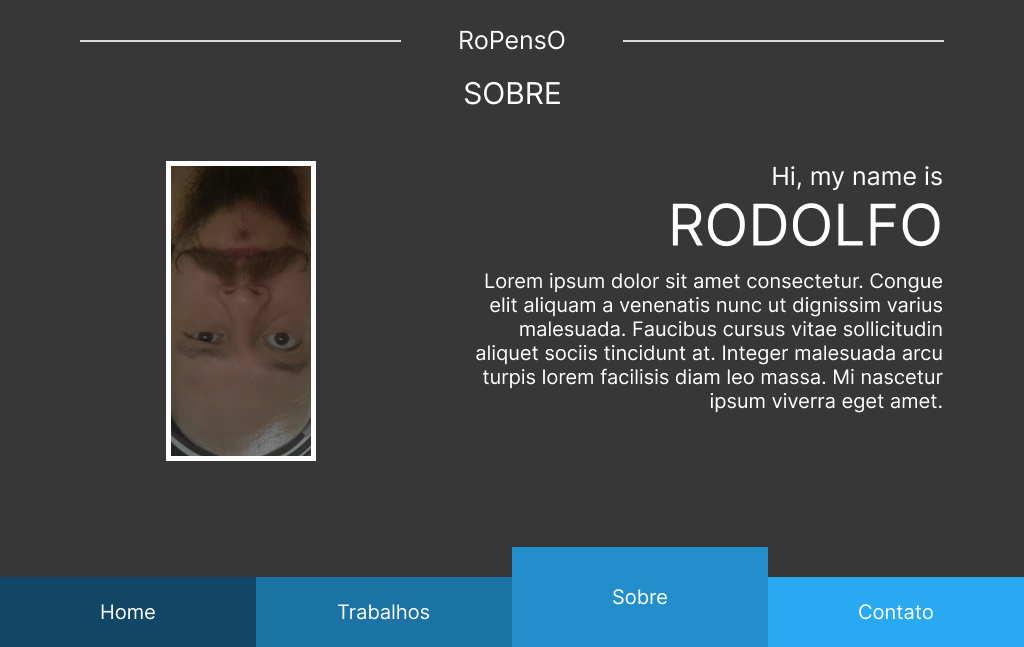 RoPensO
SOBRE
Hi, my name is
RODOLFO
Lorem ipsum dolor sit amet consectetur. Congue
elit aliquam a venenatis nunc ut dignissim varius
malesuada. Faucibus cursus vitae sollicitudin
aliquet sociis tincidunt at. Integer malesuada arcu
turpis lorem facilisis diam leo massa. Mi nascetur
ipsum viverra eget amet.
Home
Trabalhos
Sobre
Contato